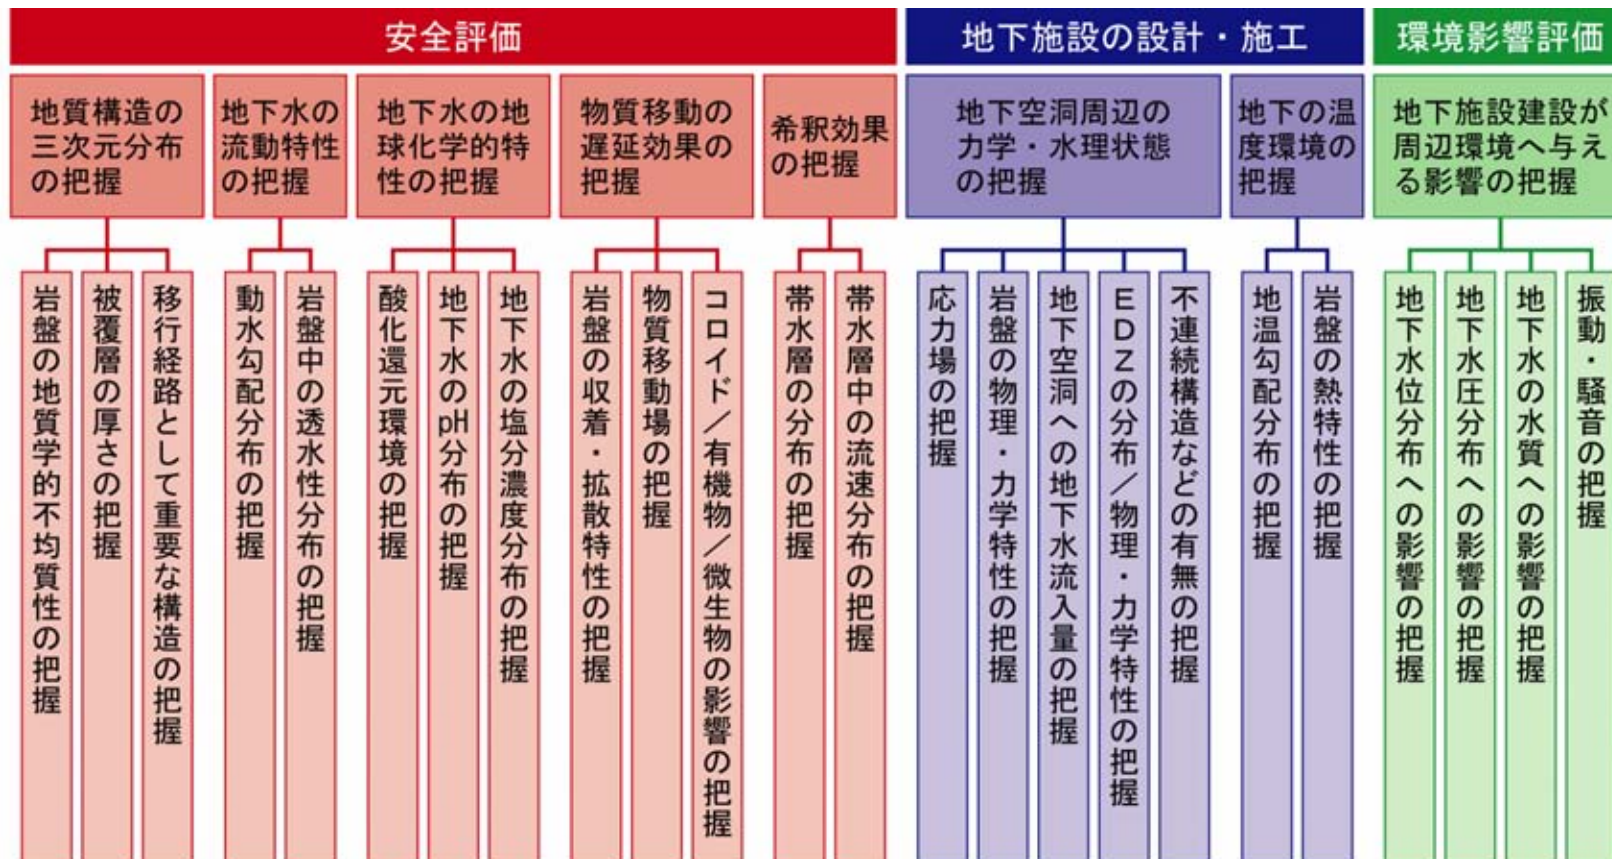 安全評価
地質構造の
三次元分布
の把握
岩盤の地質学的不均質性の把握
被覆層の厚さの把握
移行経路として重要な構造の把握
地下水の
流動特性
の把握
動水勾配分布の把握
岩盤中の透水性分布の把握
地下水の地
球化学的特
性の把握
酸化還元環境の把握
地下水のpH分布の把握
地下水の塩分濃度分布の把握
物質移動の
遅延効果の
把握
岩盤の収着・拡散特性の把握
物質移動場の把握
コロイド/有機物/微生物の影響の把握
希釈効果
の把握
帯水層の分布の把握
帯水層中の流速分布の把握
地下施設の設計・施工
地下空洞周辺の
力学・水理状態
の把握
応力場の把握
岩盤の物理・力学特性の把握
地下空洞への地下水流入量の把握
EDZの分布/物理・力学特性の把握
不連続構造などの有無の把握
地下の温
度環境の
把握
地温勾配分布の把握
岩盤の熱特性の把握
環境影響評価
地下施設建設が
周辺環境へ与え
る影響の把握
地下水位分布への影響の把握
地下水圧分布への影響の把握
地下水の水質への影響の把握
振動・騒音の把握